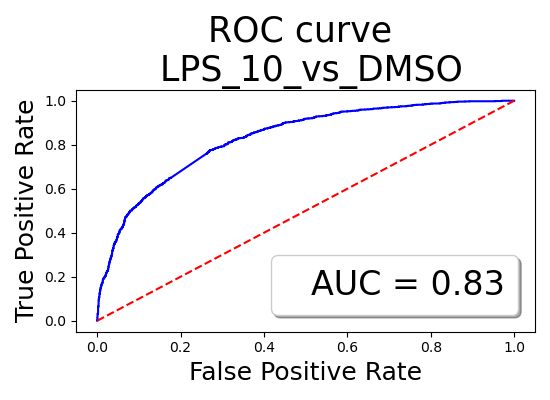 ROC curve
LPS_10_vs_DMSO
1.0
0.8
0.6
0.4
0.2
0.0
True Positive Rate
AUC = 0.83
0.0 0.2 0.4 0.6 0.8 1.0
False Positive Rate